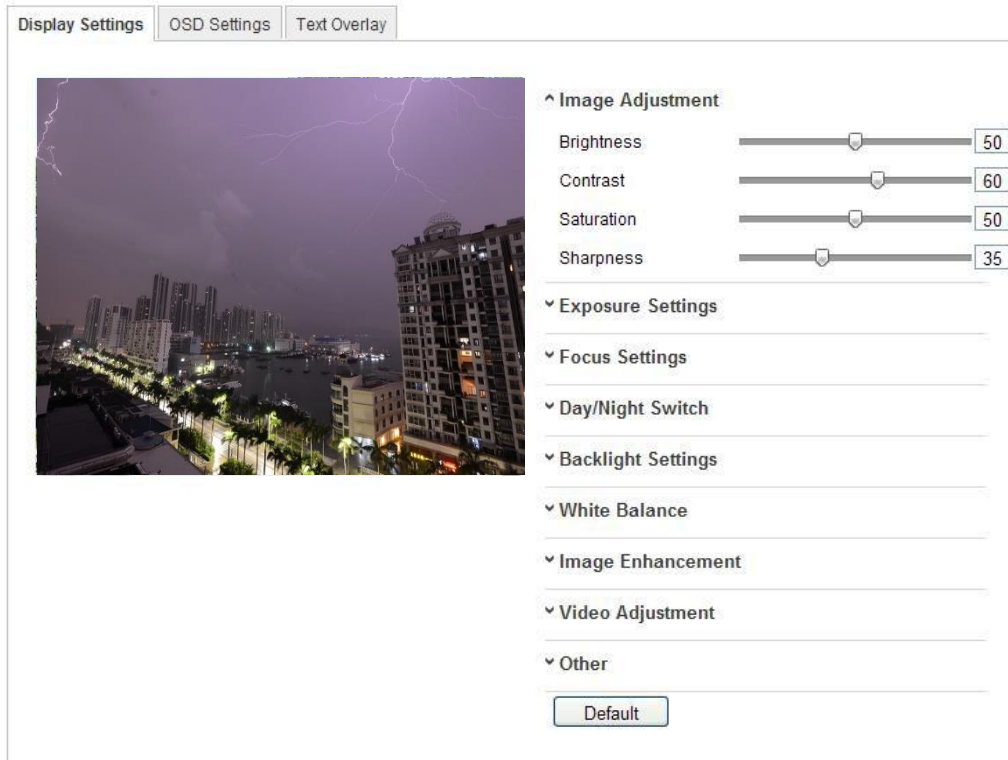 Display Settings OSD Settings Text Overlay
Image Adjustment
Brightness 50
Contrast 60
Saturation 50
Sharpness 35
Exposure Settings
Focus Settings
Day/Night Switch
Backlight Settings
White Balance
Image Enhancement
Video Adjustment
Other
Default